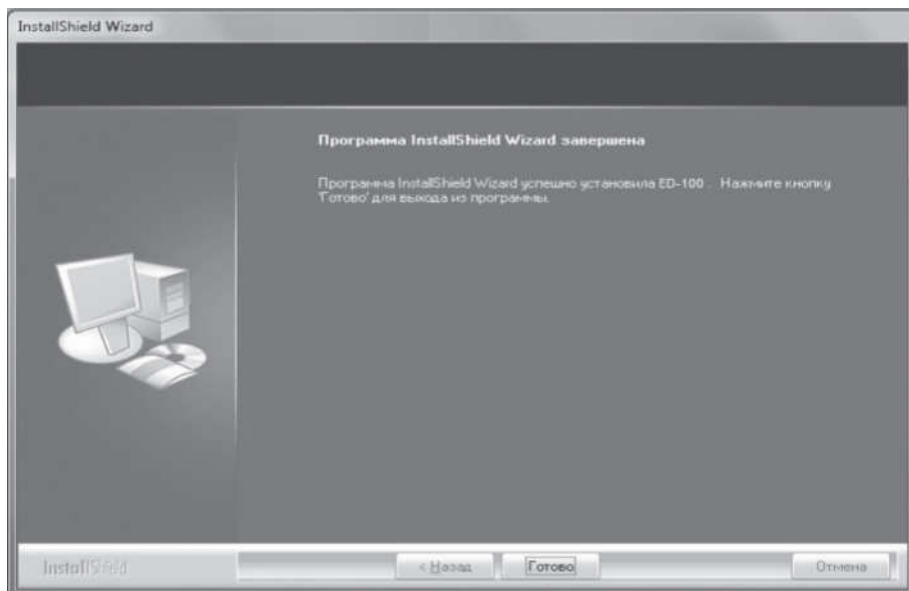 InstallShield Wizard
Программа InstallShield Wizard завершена
Программа InstallShield Wizard успешно установила ED-100 . Нажмите кнопку
'Готово' для выхода из программы.
InstallShield
< Назад
Готово
Отмена